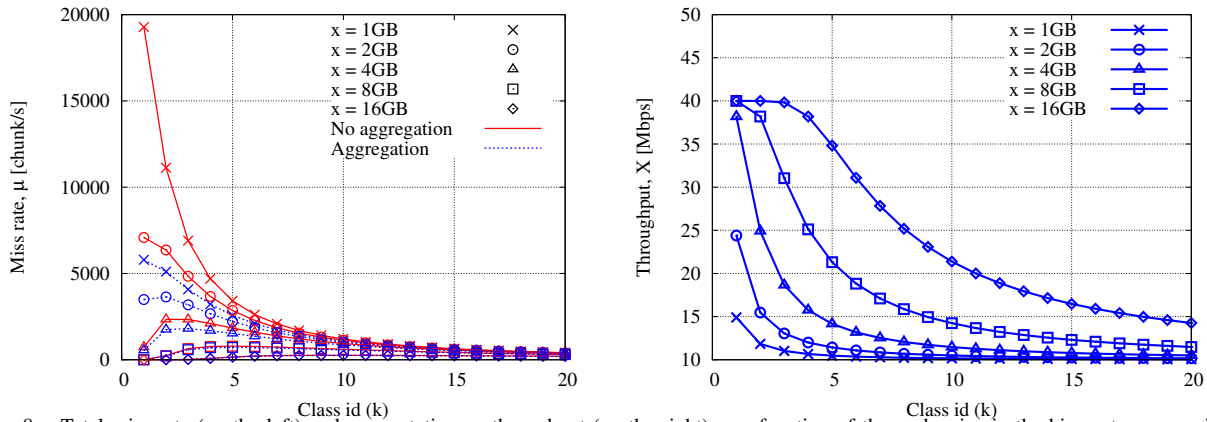 20000
15000
10000
5000
0
0
5
10
15
20
Miss rate, μ [chunk/s]
Class id (k)
x = 1GB
x = 2GB
x = 4GB
x = 8GB
x = 16GB
No aggregation
Aggregation
50
45
40
35
30
25
20
15
10
0
5
10
15
20
Throughput, X [Mbps]
Class id (k)
x = 1GB
x = 2GB
x = 4GB
x = 8GB
x = 16GB